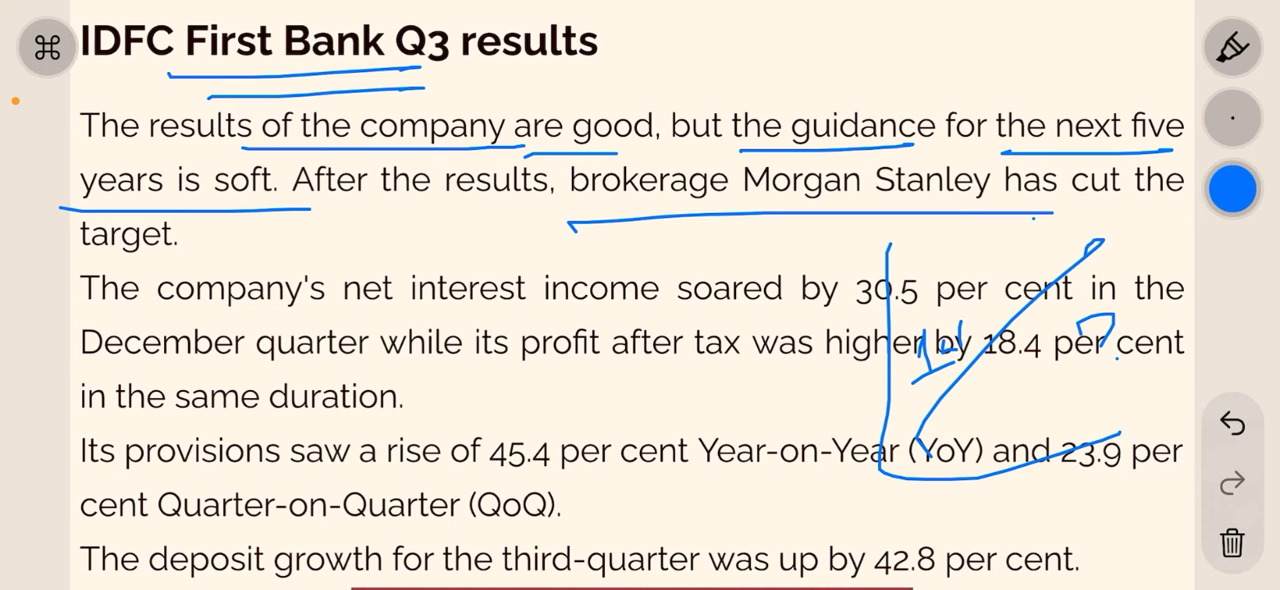 IDFC First Bank Q3 results
The results of the company are good, but the guidance for the next five
years is soft. After the results, brokerage Morgan Stanley has cut the
target.
The company's net interest income soared by 30.5 per cent in the
December quarter while its profit after tax was higher by 18.4 per cent
in the same duration.
Its provisions saw a rise of 45.4 per cent Year-on-Year (YoY) and 23.9 per
cent Quarter-on-Quarter (QoQ).
The deposit growth for the third-quarter was up by 42.8 per cent.